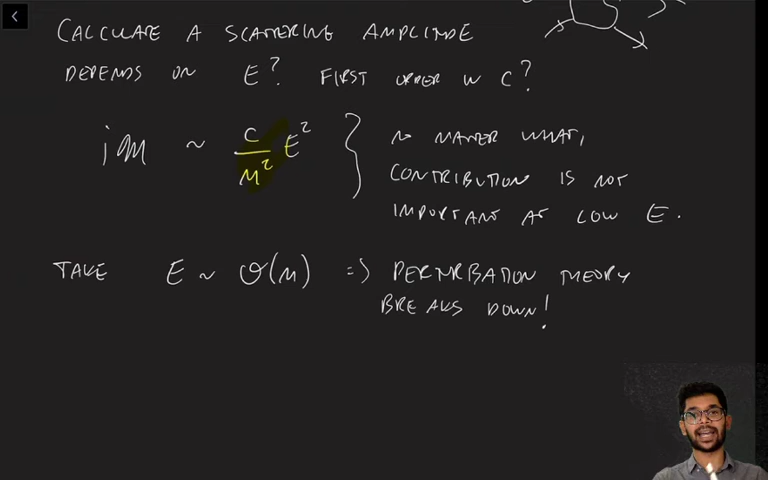 CALCULATE A SCATTERING AMPLITUDE
DEPENDS ON E? FIRST ORDER IN C?
iM ~ C/M² E² } NO MATTER WHAT,
CONTRIBUTION IS NOT
IMPORTANT AT LOW E.
TAKE E ~ O(M) => PERTURBATION THEORY
BREAKS DOWN!